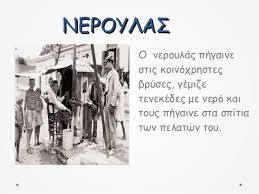 ΝΕΡΟΥΛΑΣ
Ο νερουλάς πήγαινε
στις κοινόχρηστες
βρύσες, γέμιζε
τενεκέδες με νερό και
τους πήγαινε στα σπίτια
των πελατών του.